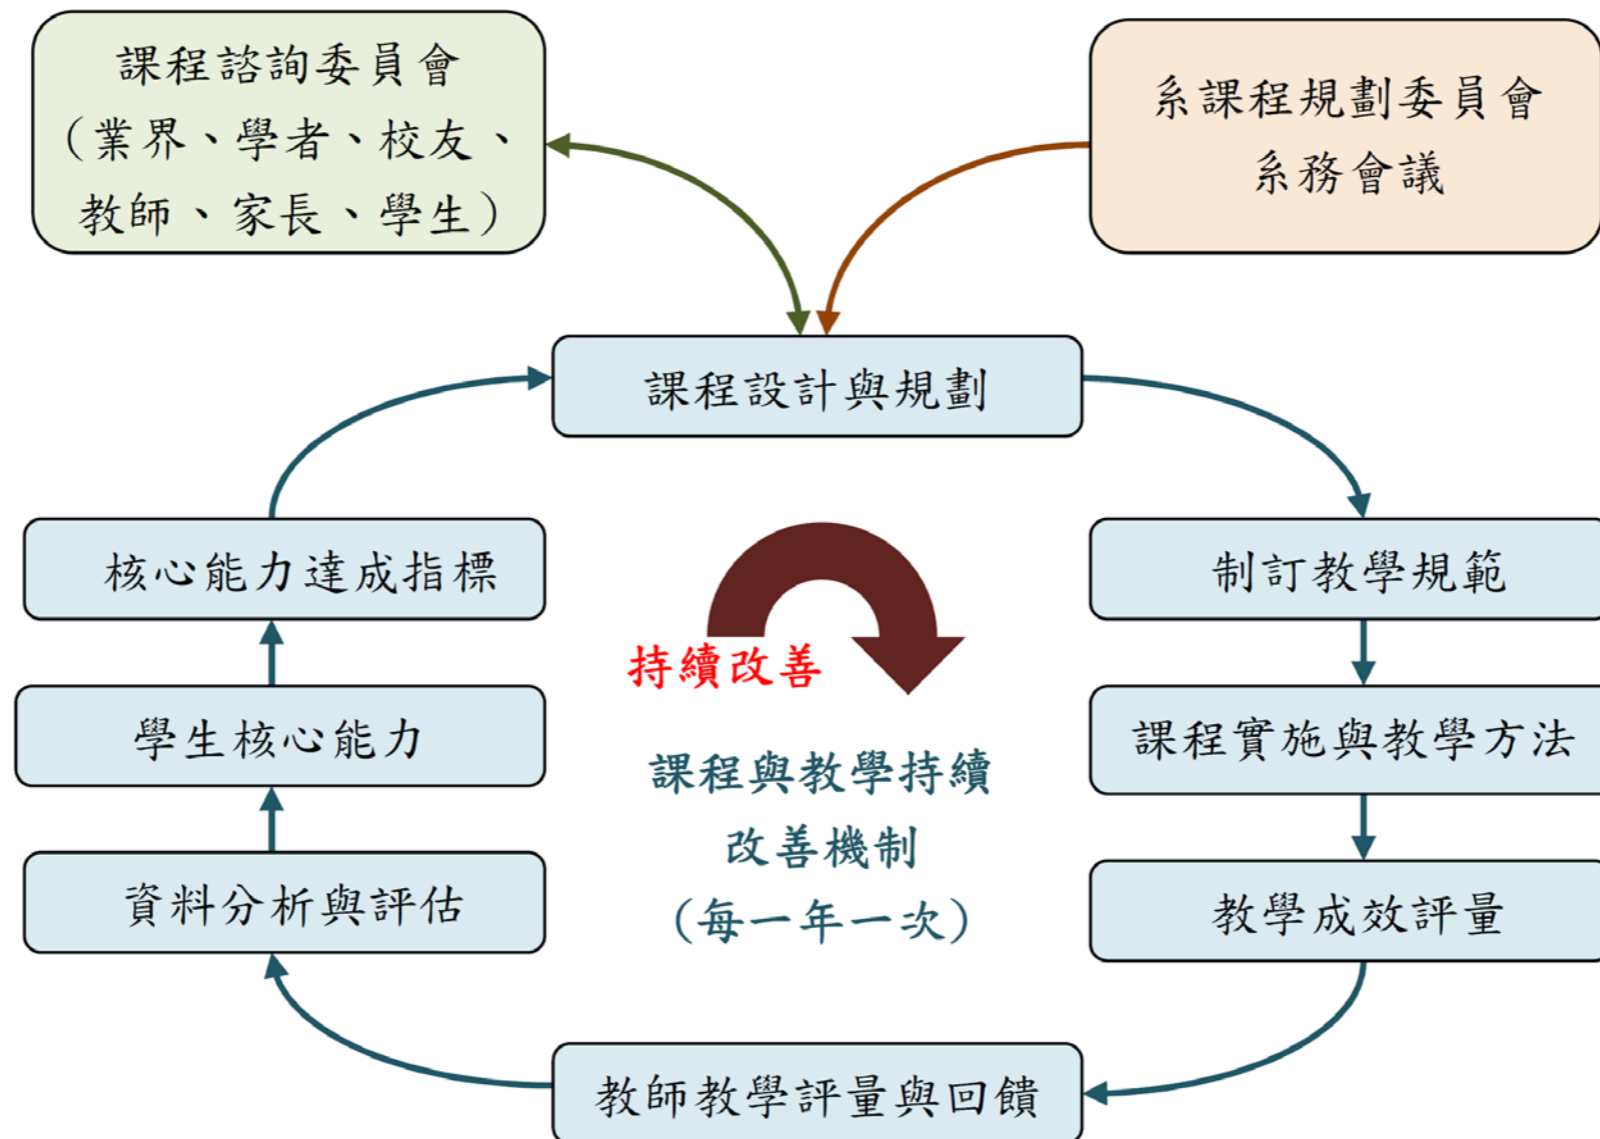 課程諮詢委員會
（業界、學者、校友、
教師、家長、學生）
系課程規劃委員會
系務會議
課程設計與規劃
核心能力達成指標
制訂教學規範
持續改善
學生核心能力
課程實施與教學方法
課程與教學持續
改善機制
（每一年一次）
資料分析與評估
教學成效評量
教師教學評量與回饋